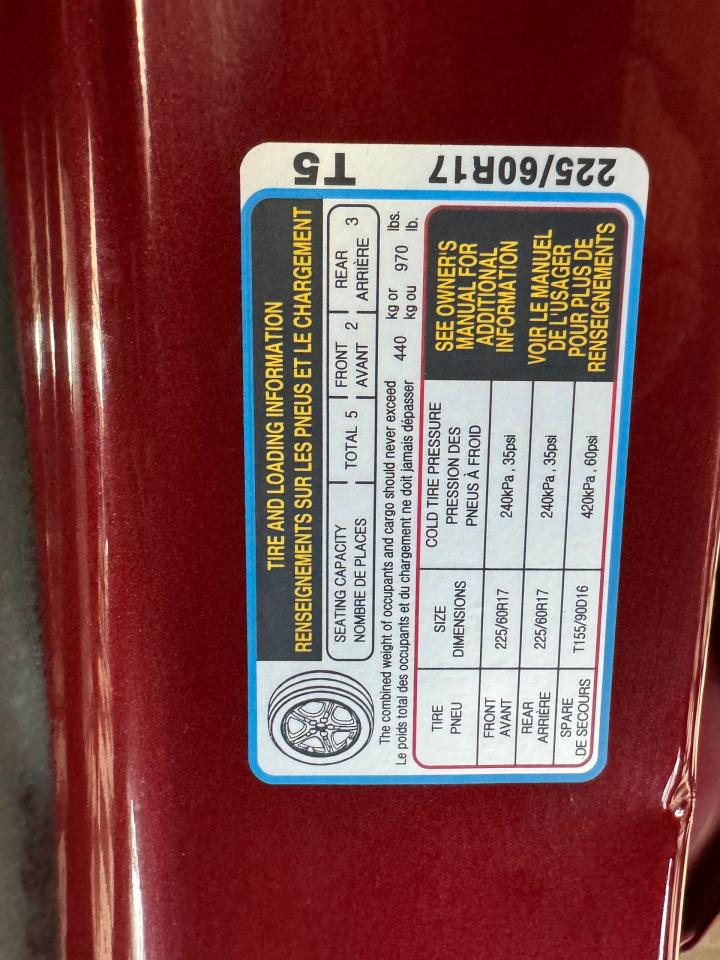 T5 225/60R17
TIRE AND LOADING INFORMATION
RENSEIGNEMENTS SUR LES PNEUS ET LE CHARGEMENT
SEATING CAPACITY
NOMBRE DE PLACES
TOTAL 5
FRONT
AVANT
2
REAR
ARRIÈRE
3
The combined weight of occupants and cargo should never exceed 440 kg or 970 lbs.
Le poids total des occupants et du chargement ne doit jamais dépasser kg ou lb.
TIRE
PNEU
SIZE
DIMENSIONS
COLD TIRE PRESSURE
PRESSION DES
PNEUS À FROID
FRONT
AVANT
225/60R17
240kPa , 35psi
REAR
ARRIÈRE
225/60R17
240kPa , 35psi
SPARE
DE SECOURS
T155/90D16
420kPa , 60psi
SEE OWNER'S
MANUAL FOR
ADDITIONAL
INFORMATION
VOIR LE MANUEL
DE L'USAGER
POUR PLUS DE
RENSEIGNEMENTS